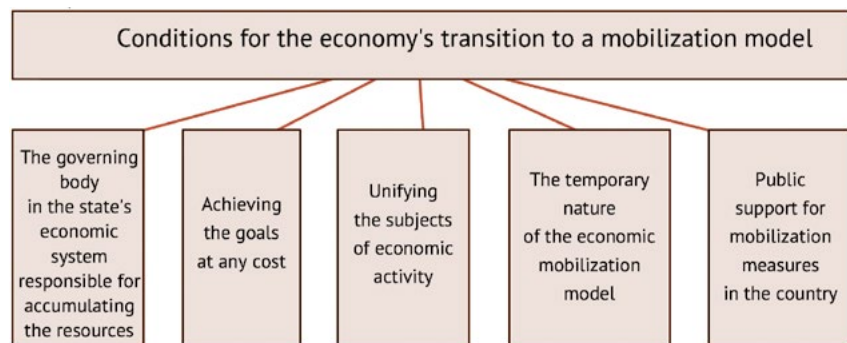 Conditions for the economy's transition to a mobilization model
The governing
body
in the state's
economic
system
responsible for
accumulating
the resources
Achieving
the goals
at any cost
Unifying
the subjects
of economic
activity
The temporary
nature
of the economic
mobilization
model
Public
support for
mobilization
measures
in the country